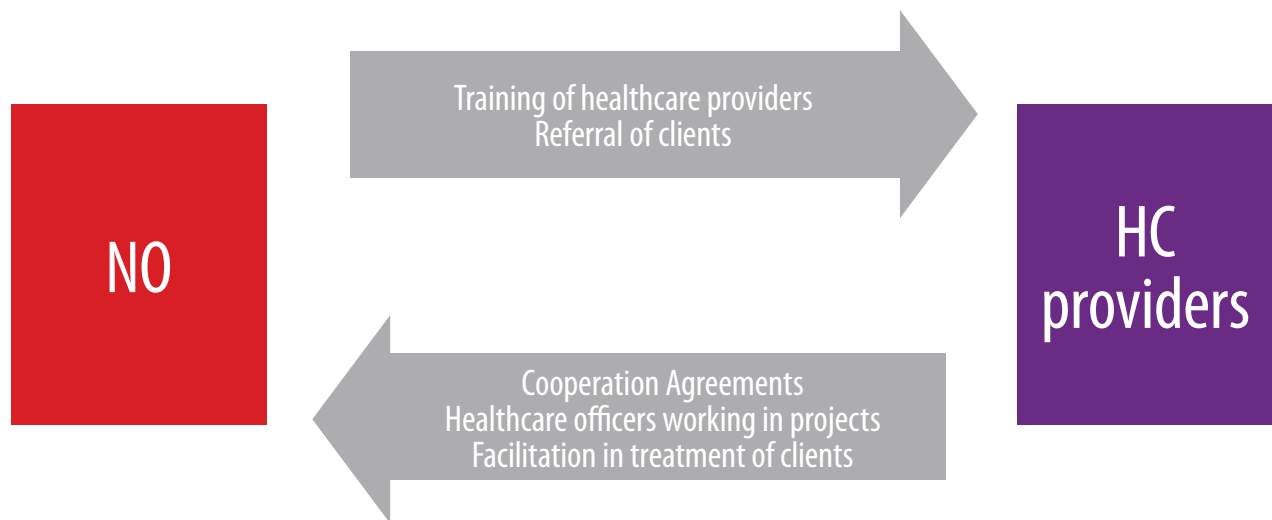 Training of healthcare providers
Referral of clients
NO
HC
providers
Cooperation Agreements
Healthcare officers working in projects
Facilitation in treatment of clients